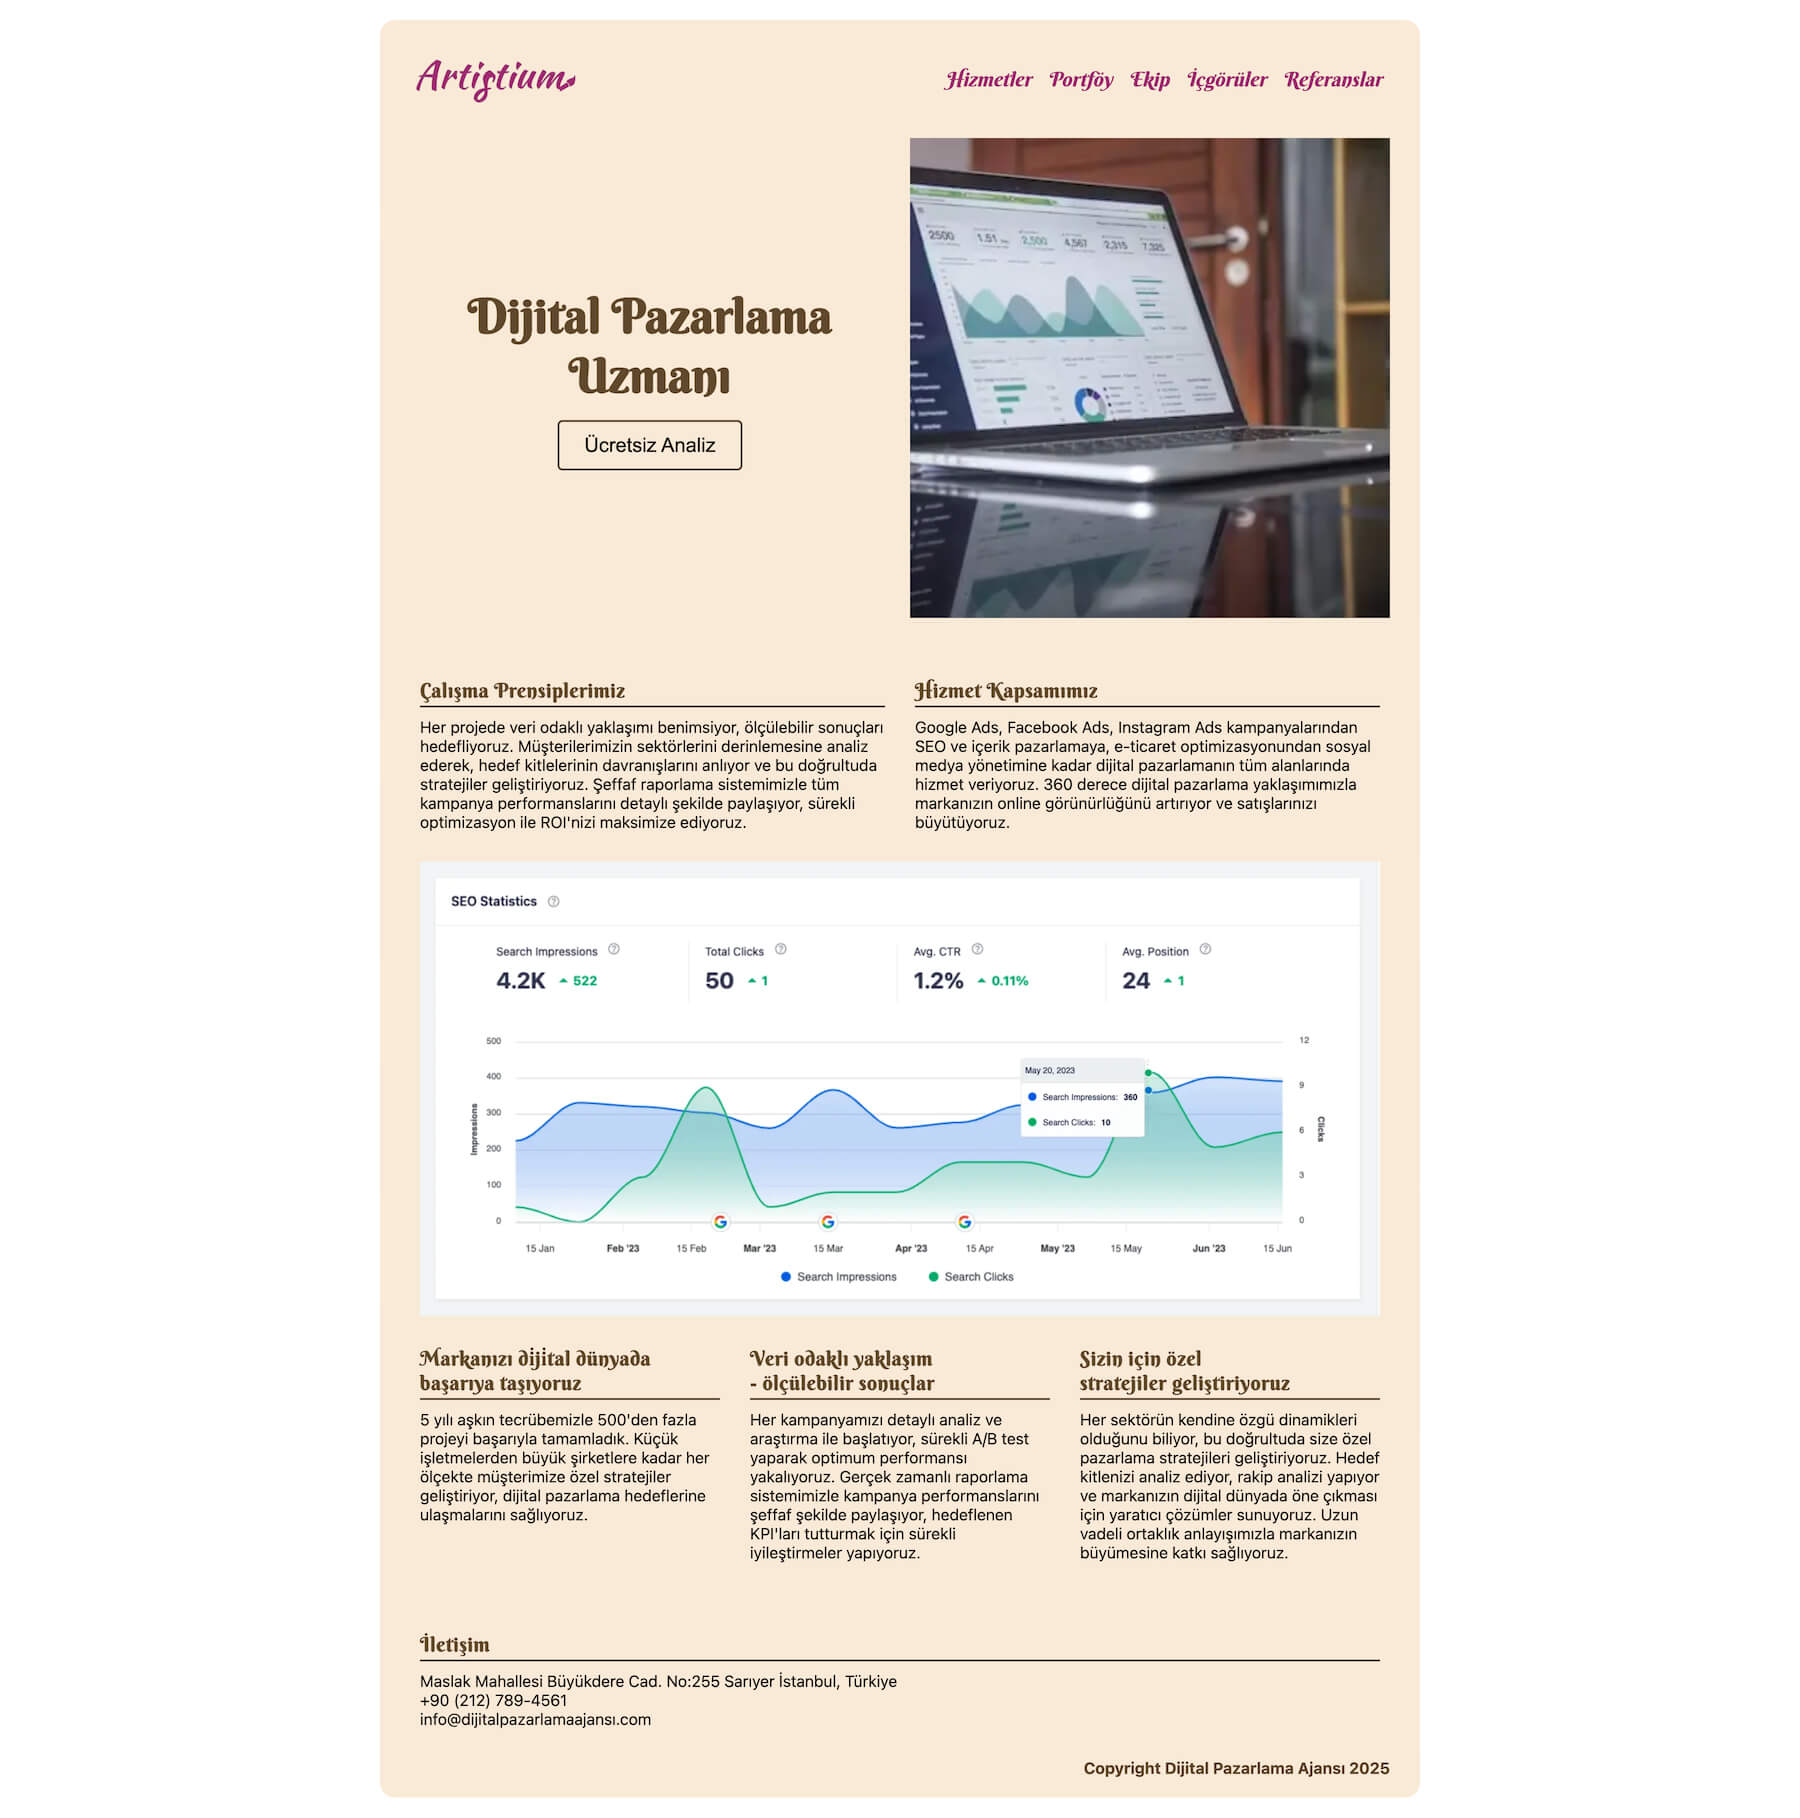 Artistium
Hizmetler Portföy Ekip İçgörüler Referanslar
Dijital Pazarlama
Uzmanı
Ücretsiz Analiz
2500 1.51 2,500 4,567 2,315 7,325
Çalışma Prensiplerimiz
Her projede veri odaklı yaklaşımı benimsiyor, ölçülebilir sonuçları
hedefliyoruz. Müşterilerimizin sektörlerini derinlemesine analiz
ederek, hedef kitlelerinin davranışlarını anlıyor ve bu doğrultuda
stratejiler geliştiriyoruz. Şeffaf raporlama sistemimizle tüm
kampanya performanslarını detaylı şekilde paylaşıyor, sürekli
optimizasyon ile ROI'nizi maksimize ediyoruz.
Hizmet Kapsamımız
Google Ads, Facebook Ads, Instagram Ads kampanyalarından
SEO ve içerik pazarlamaya, e-ticaret optimizasyonundan sosyal
medya yönetimine kadar dijital pazarlamanın tüm alanlarında
hizmet veriyoruz. 360 derece dijital pazarlama yaklaşımımızla
markanızın online görünürlüğünü artırıyor ve satışlarınızı
büyütüyoruz.
SEO Statistics
Search Impressions Total Clicks Avg. CTR Avg. Position
4.2K 522 50 1 1.2% 0.11% 24 1
500 12
400 9
300 6
200 3
100 0
0
Impressions
Clicks
May 20, 2023
Search Impressions: 360
Search Clicks: 10
15 Jan Feb '23 15 Feb Mar '23 15 Mar Apr '23 15 Apr May '23 15 May Jun '23 15 Jun
Search Impressions Search Clicks
Markanızı dijital dünyada
başarıya taşıyoruz
5 yılı aşkın tecrübemizle 500'den fazla
projeyi başarıyla tamamladık. Küçük
işletmelerden büyük şirketlere kadar her
ölçekte müşterimize özel stratejiler
geliştiriyor, dijital pazarlama hedeflerine
ulaşmalarını sağlıyoruz.
Veri odaklı yaklaşım
- ölçülebilir sonuçlar
Her kampanyamızı detaylı analiz ve
araştırma ile başlatıyor, sürekli A/B test
yaparak optimum performansı
yakalıyoruz. Gerçek zamanlı raporlama
sistemimizle kampanya performanslarını
şeffaf şekilde paylaşıyor, hedeflenen
KPI'ları tutturmak için sürekli
iyileştirmeler yapıyoruz.
Sizin için özel
stratejiler geliştiriyoruz
Her sektörün kendine özgü dinamikleri
olduğunu biliyor, bu doğrultuda size özel
pazarlama stratejileri geliştiriyoruz. Hedef
kitlenizi analiz ediyor, rakip analizi yapıyor
ve markanızın dijital dünyada öne çıkması
için yaratıcı çözümler sunuyoruz. Uzun
vadeli ortaklık anlayışımızla markanızın
büyümesine katkı sağlıyoruz.
İletişim
Maslak Mahallesi Büyükdere Cad. No:255 Sarıyer İstanbul, Türkiye
+90 (212) 789-4561
info@dijitalpazarlamaajansı.com
Copyright Dijital Pazarlama Ajansı 2025